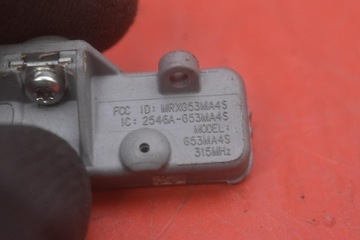 FCC ID: MRXG53MA4S
IC: 2546A-G53MA4S
MODEL:
G53MA4S
315MHz